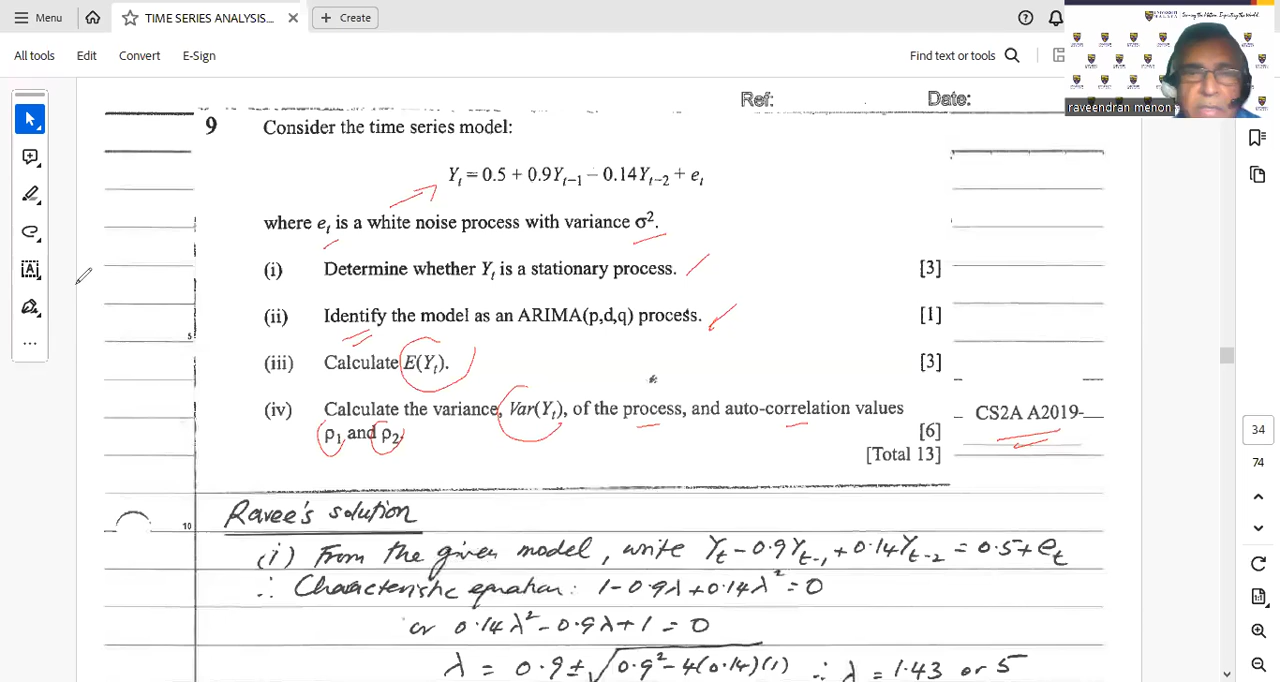 Menu
TIME SERIES ANALYSIS...
Create
All tools Edit Convert E-Sign
Find text or tools
raveendran menon
Ref: Date:
9 Consider the time series model:
Yt = 0.5 + 0.9Yt−1 − 0.14Yt−2 + et
where et is a white noise process with variance σ².
(i) Determine whether Yt is a stationary process. [3]
(ii) Identify the model as an ARIMA(p,d,q) process. [1]
5
(iii) Calculate E(Yt). [3]
(iv) Calculate the variance, Var(Yt), of the process, and auto-correlation values
ρ1 and ρ2. [6]
CS2A A2019-
[Total 13]
34
74
10
Ravee's solution
(i) From the given model, write Yt − 0.9Yt−1 + 0.14Yt−2 = 0.5 + et
∴ Characteristic equation: 1 − 0.9λ + 0.14λ² = 0
or 0.14λ² − 0.9λ + 1 = 0
λ = 0.9 ± √0.9² − 4(0.14)(1) ∴ λ = 1.43 or 5